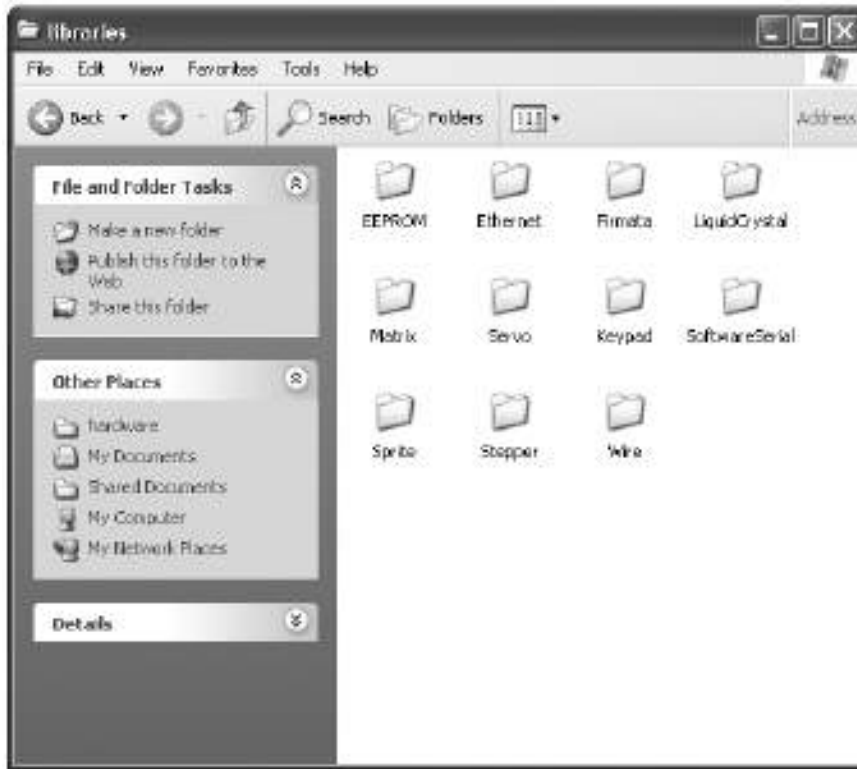 libraries
File Edit View Favorites Tools Help
Back Search Folders Address
File and Folder Tasks
Make a new folder
Publish this folder to the
Web
Share this folder
Other Places
hardware
My Documents
Shared Documents
My Computer
My Network Places
Details
EEPROM Ethernet Firmata LiquidCrystal
Matrix Servo Keypad SoftwareSerial
Sprite Stepper Wire